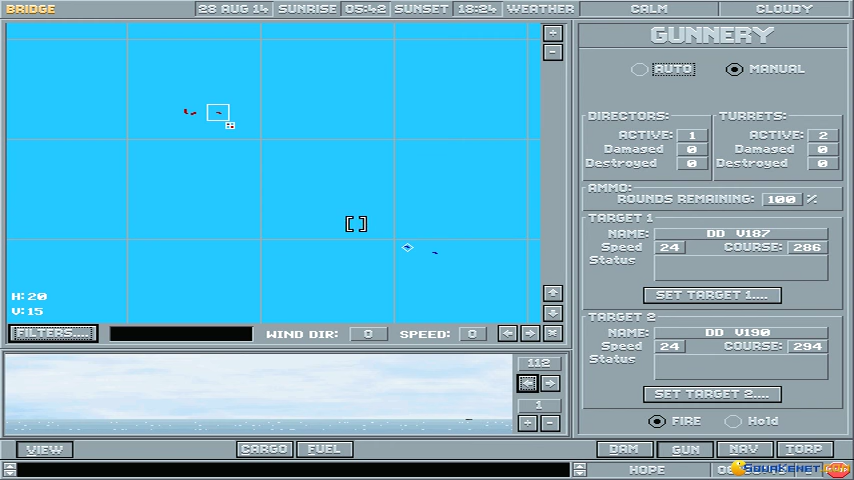 BRIDGE 28 AUG 14 SUNRISE 05:42 SUNSET 18:24 WEATHER CALM CLOUDY
GUNNERY
AUTO MANUAL
DIRECTORS: TURRETS:
ACTIVE: 1 ACTIVE: 2
Damaged 0 Damaged 0
Destroyed 0 Destroyed 0
AMMO:
ROUNDS REMAINING: 100 %
TARGET 1
NAME: DD V187
Speed 24 COURSE: 286
Status
SET TARGET 1....
TARGET 2
NAME: DD V190
Speed 24 COURSE: 294
Status
SET TARGET 2....
FIRE Hold
[ ]
H:20
V:15
FILTERS.... WIND DIR: 0 SPEED: 0
112
1
VIEW CARGO FUEL DAM GUN NAV TORP
HOPE
SQUAKENET